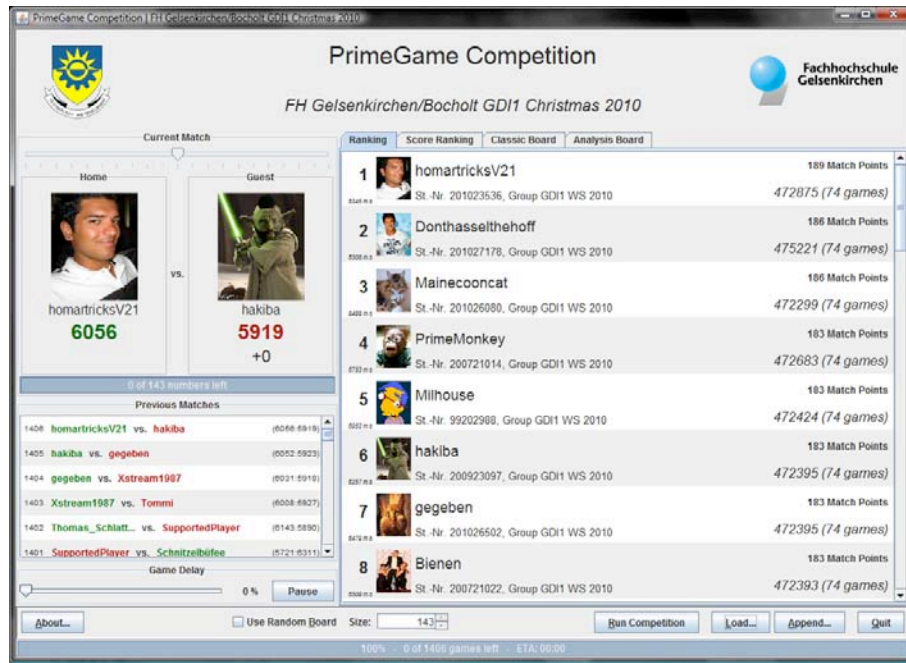 PrimeGame Competition | FH Gelsenkirchen/Bocholt GDI1 Christmas 2010
PrimeGame Competition
FH Gelsenkirchen/Bocholt GDI1 Christmas 2010
Fachhochschule
Gelsenkirchen
Current Match
Home
Guest
vs.
homartricksV21
hakiba
6056
5919
+0
0 of 143 numbers left
Previous Matches
1406 homartricksV21 vs. hakiba (6056:5919)
1405 hakiba vs. gegeben (6052:5923)
1404 gegeben vs. Xstream1987
1403 Xstream1987 vs. Tommi
1402 Thomas_Schlatt... vs. SupportedPlayer
1401 SupportedPlayer vs. Schnitzelbüfee
Game Delay
0 %
Pause
Ranking
Score Ranking
Classic Board
Analysis Board
1 homartricksV21 189 Match Points
St.-Nr. 201023536, Group GDI1 WS 2010 472875 (74 games)
2 Donthasselthehoff 186 Match Points
St.-Nr. 201027178, Group GDI1 WS 2010 475221 (74 games)
3 Mainecooncat 186 Match Points
St.-Nr. 201026080, Group GDI1 WS 2010 472299 (74 games)
4 PrimeMonkey 183 Match Points
St.-Nr. 200721014, Group GDI1 WS 2010 472683 (74 games)
5 Milhouse 183 Match Points
St.-Nr. 99202988, Group GDI1 WS 2010 472424 (74 games)
6 hakiba 183 Match Points
St.-Nr. 200923097, Group GDI1 WS 2010 472395 (74 games)
7 gegeben 183 Match Points
St.-Nr. 201026502, Group GDI1 WS 2010 472395 (74 games)
8 Bienen 183 Match Points
St.-Nr. 200721022, Group GDI1 WS 2010 472393 (74 games)
About...
Use Random Board
Size: 143
Run Competition
Load...
Append...
Quit
100% - 0 of 1406 games left - ETA: 00:00